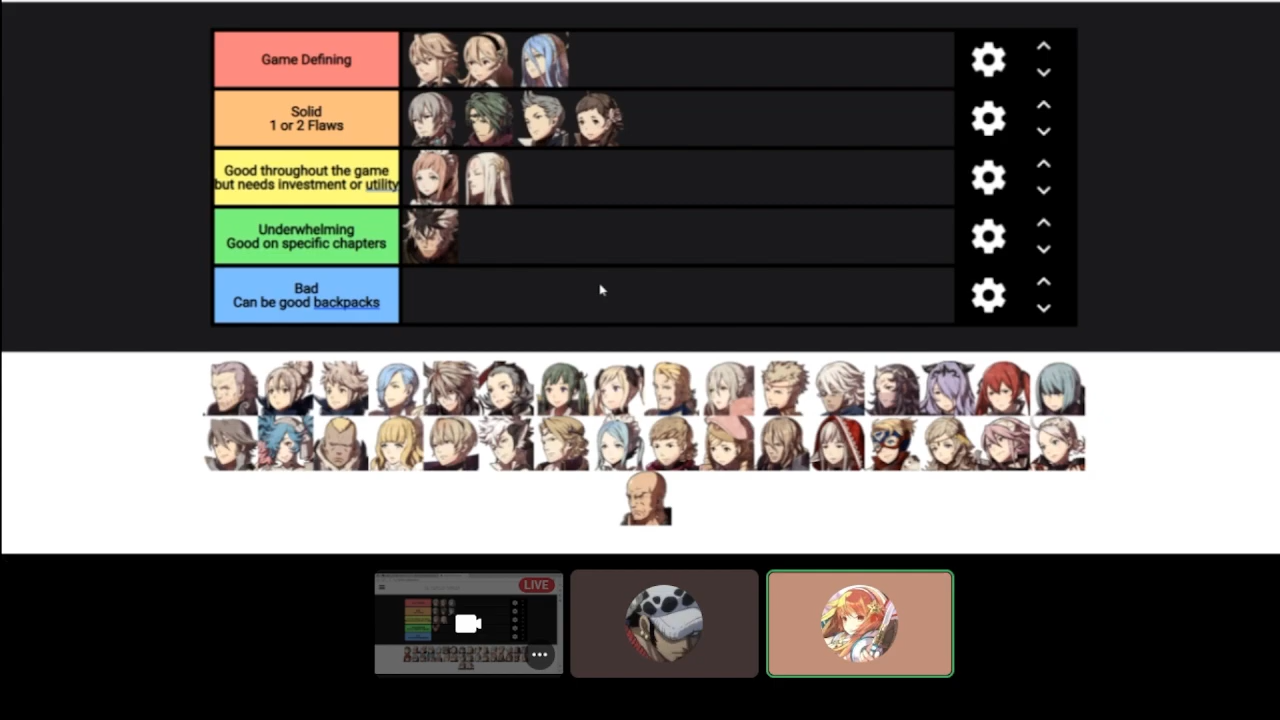 Game Defining
Solid
1 or 2 Flaws
Good throughout the game
but needs investment or utility
Underwhelming
Good on specific chapters
Bad
Can be good backpacks
LIVE